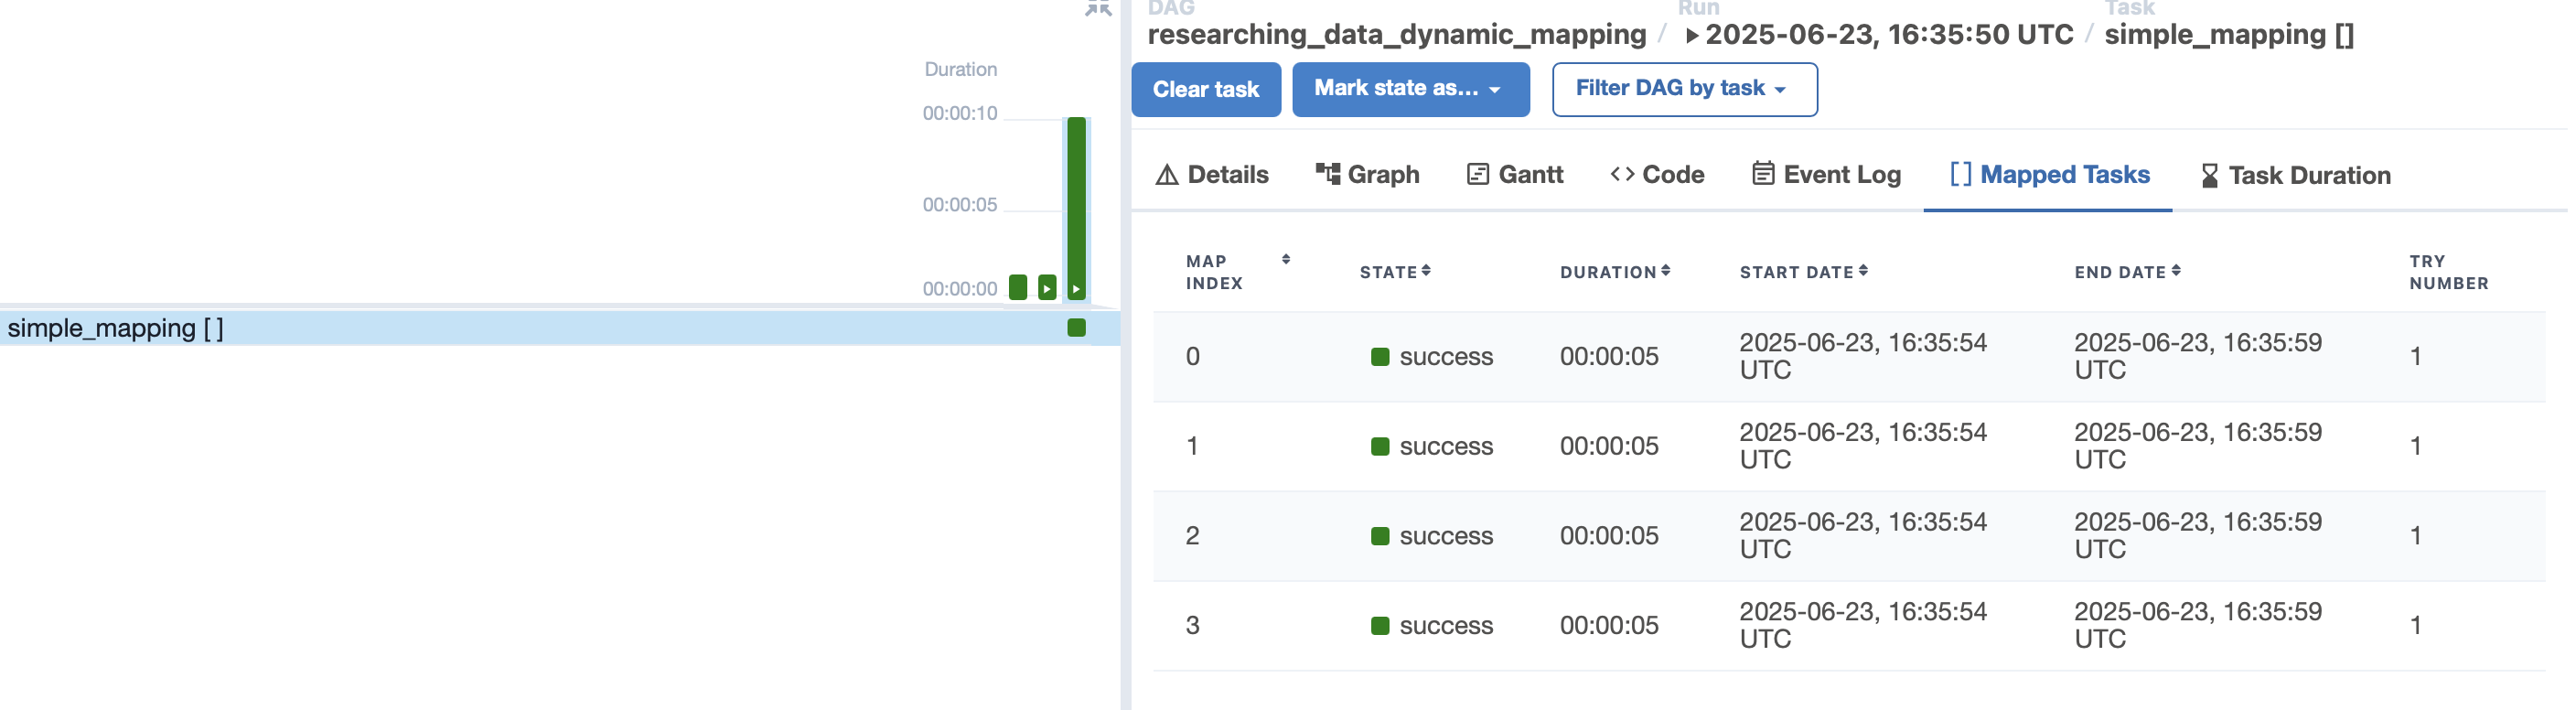 Duration
00:00:10
00:00:05
00:00:00
simple_mapping [ ]
DAG
researching_data_dynamic_mapping
/
Run
2025-06-23, 16:35:50 UTC
/
Task
simple_mapping []
Clear task
Mark state as...
Filter DAG by task
Details
Graph
Gantt
Code
Event Log
[ ] Mapped Tasks
Task Duration
MAP
INDEX
STATE
DURATION
START DATE
END DATE
TRY
NUMBER
0
success
00:00:05
2025-06-23, 16:35:54
UTC
2025-06-23, 16:35:59
UTC
1
1
success
00:00:05
2025-06-23, 16:35:54
UTC
2025-06-23, 16:35:59
UTC
1
2
success
00:00:05
2025-06-23, 16:35:54
UTC
2025-06-23, 16:35:59
UTC
1
3
success
00:00:05
2025-06-23, 16:35:54
UTC
2025-06-23, 16:35:59
UTC
1